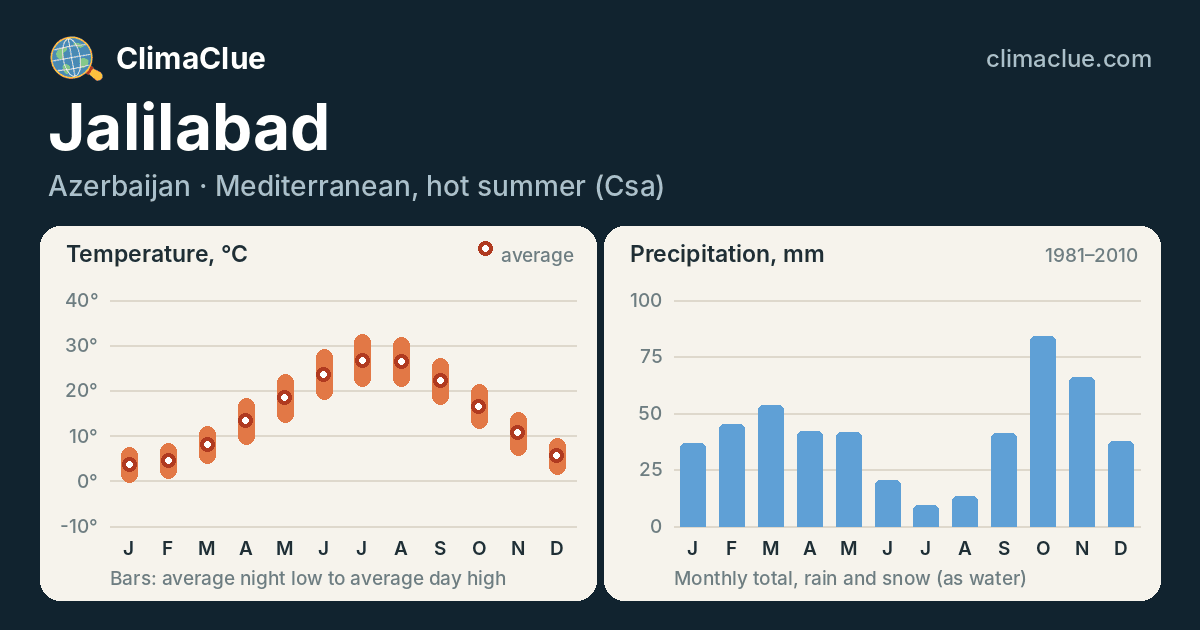 ClimaClue
climaclue.com
Jalilabad
Azerbaijan · Mediterranean, hot summer (Csa)
Temperature, °C
average
40°
30°
20°
10°
0°
-10°
J F M A M J J A S O N D
Bars: average night low to average day high
Precipitation, mm
1981–2010
100
75
50
25
0
J F M A M J J A S O N D
Monthly total, rain and snow (as water)